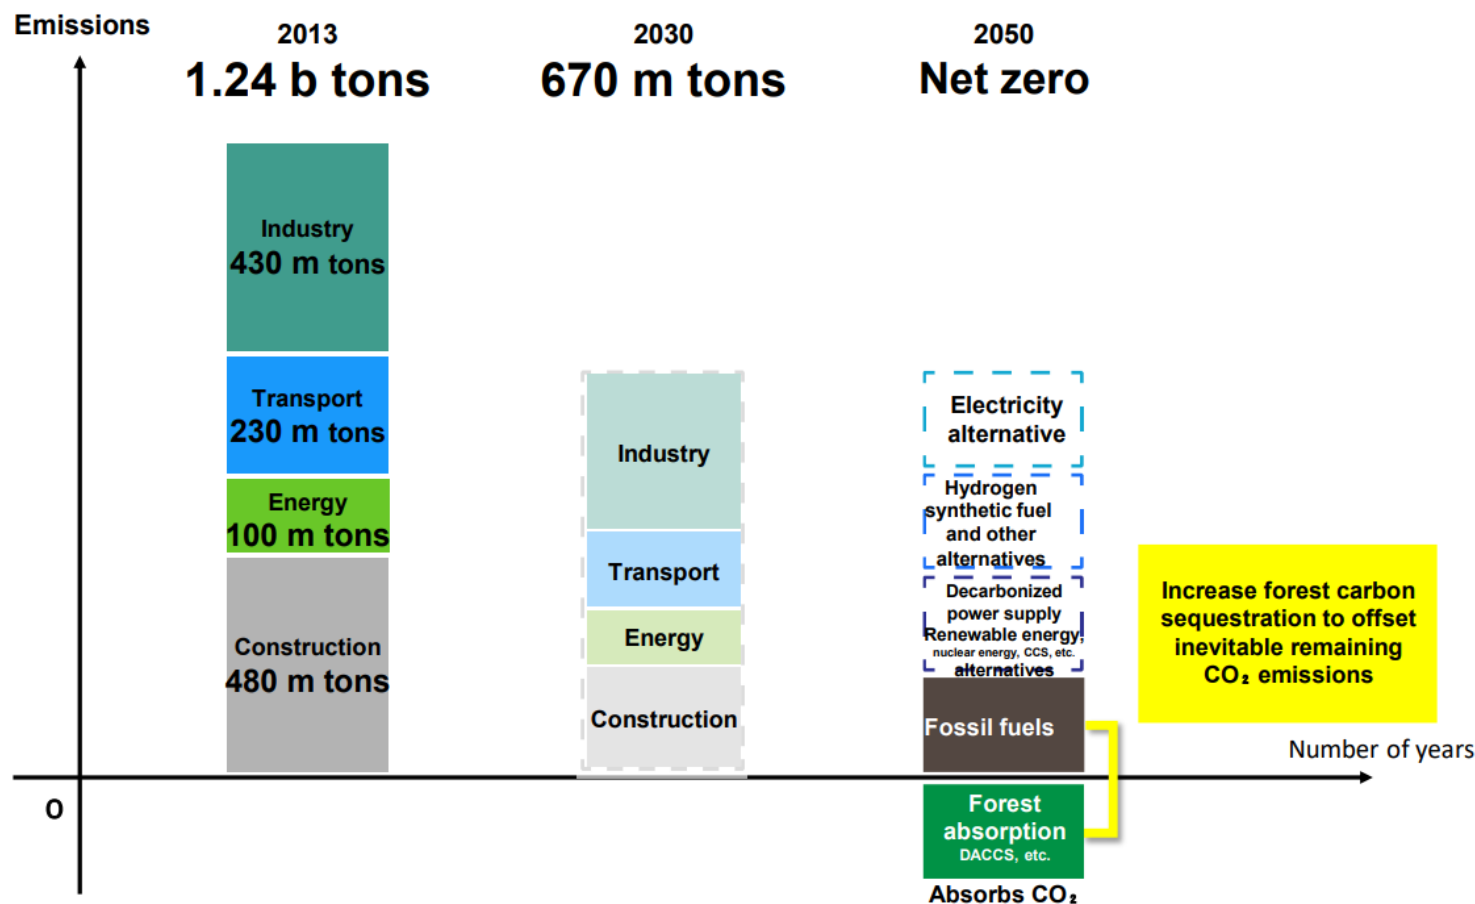 Emissions
2013
1.24 b tons
2030
670 m tons
2050
Net zero
Industry
430 m tons
Transport
230 m tons
Energy
100 m tons
Construction
480 m tons
Industry
Transport
Energy
Construction
Electricity
alternative
Hydrogen
synthetic fuel
and other
alternatives
Decarbonized
power supply
Renewable energy,
nuclear energy, CCS, etc.
alternatives
Fossil fuels
Forest
absorption
DACCS, etc.
Absorbs CO₂
Increase forest carbon
sequestration to offset
inevitable remaining
CO₂ emissions
Number of years
0